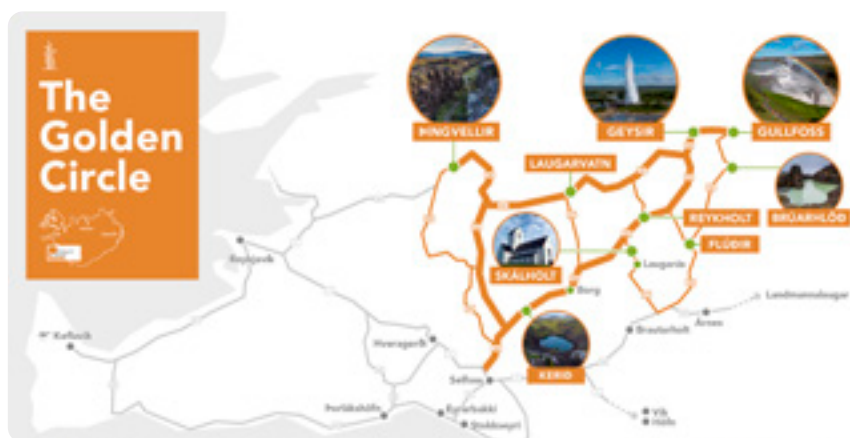 The
Golden
Circle
ÞINGVELLIR
GEYSIR
GULLFOSS
LAUGARVATN
REYKHOLT
BRÚARHLÖÐ
FLÚÐIR
SKÁLHOLT
Laugarás
Reykjavík
Borg
Landmannalaugar
Árnes
Brautarholt
Keflavík
Hveragerði
KERIÐ
Selfoss
Þorlákshöfn
Eyrarbakki
Stokkseyri
Vík
Höfn